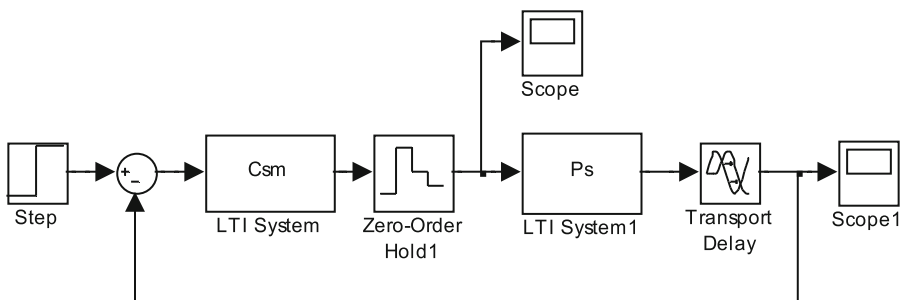 Scope
Step
+
−
Csm
LTI System
Zero-Order
Hold1
Ps
LTI System1
Transport
Delay
Scope1